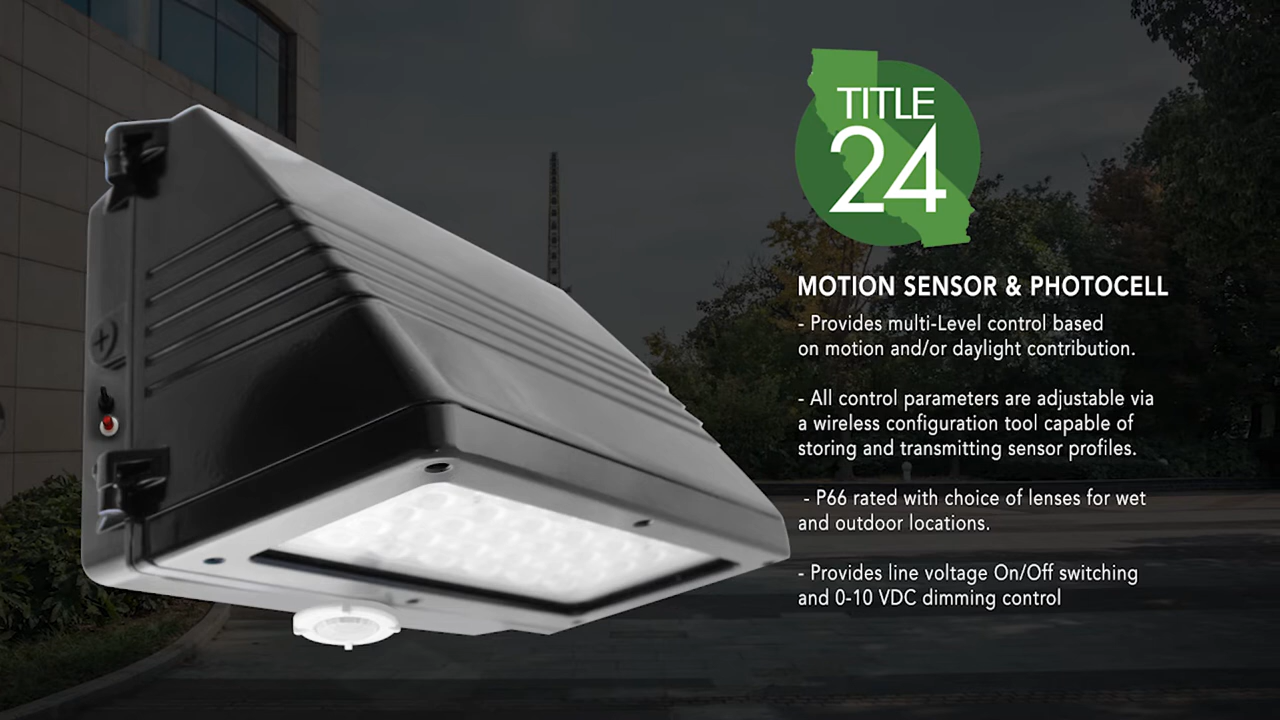 TITLE
24
MOTION SENSOR & PHOTOCELL
- Provides multi-Level control based
on motion and/or daylight contribution.
- All control parameters are adjustable via
a wireless configuration tool capable of
storing and transmitting sensor profiles.
- P66 rated with choice of lenses for wet
and outdoor locations.
- Provides line voltage On/Off switching
and 0-10 VDC dimming control